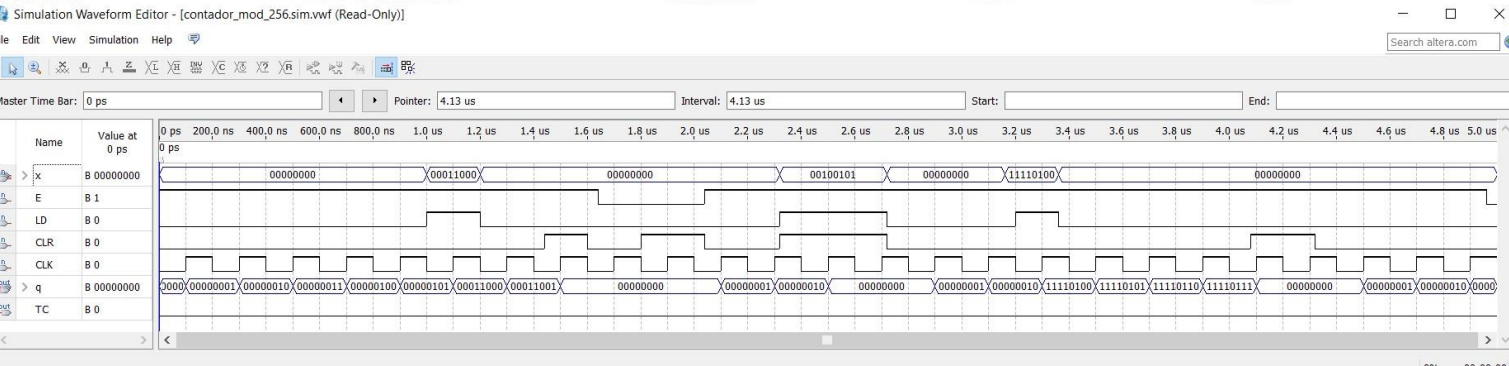 Simulation Waveform Editor - [contador_mod_256.sim.vwf (Read-Only)]
Edit View Simulation Help
Search altera.com
Master Time Bar: 0 ps Pointer: 4.13 us Interval: 4.13 us Start: End:
Name Value at 0 ps
0 ps 200,0 ns 400,0 ns 600,0 ns 800,0 ns 1.0 us 1.2 us 1.4 us 1.6 us 1.8 us 2.0 us 2.2 us 2.4 us 2.6 us 2.8 us 3.0 us 3.2 us 3.4 us 3.6 us 3.8 us 4.0 us 4.2 us 4.4 us 4.6 us 4.8 us 5.0 us
0 ps
x B 00000000 00000000 00011000 00000000 00100101 00000000 11110100 00000000
E B 1
LD B 0
CLR B 0
CLK B 0
q B 00000000 0000 00000001 00000010 00000011 00000100 00000101 00011000 00011001 00000000 00000001 00000010 00000000 00000001 00000010 11110100 11110101 11110110 11110111 00000000 00000001 00000010 0000
TC B 0